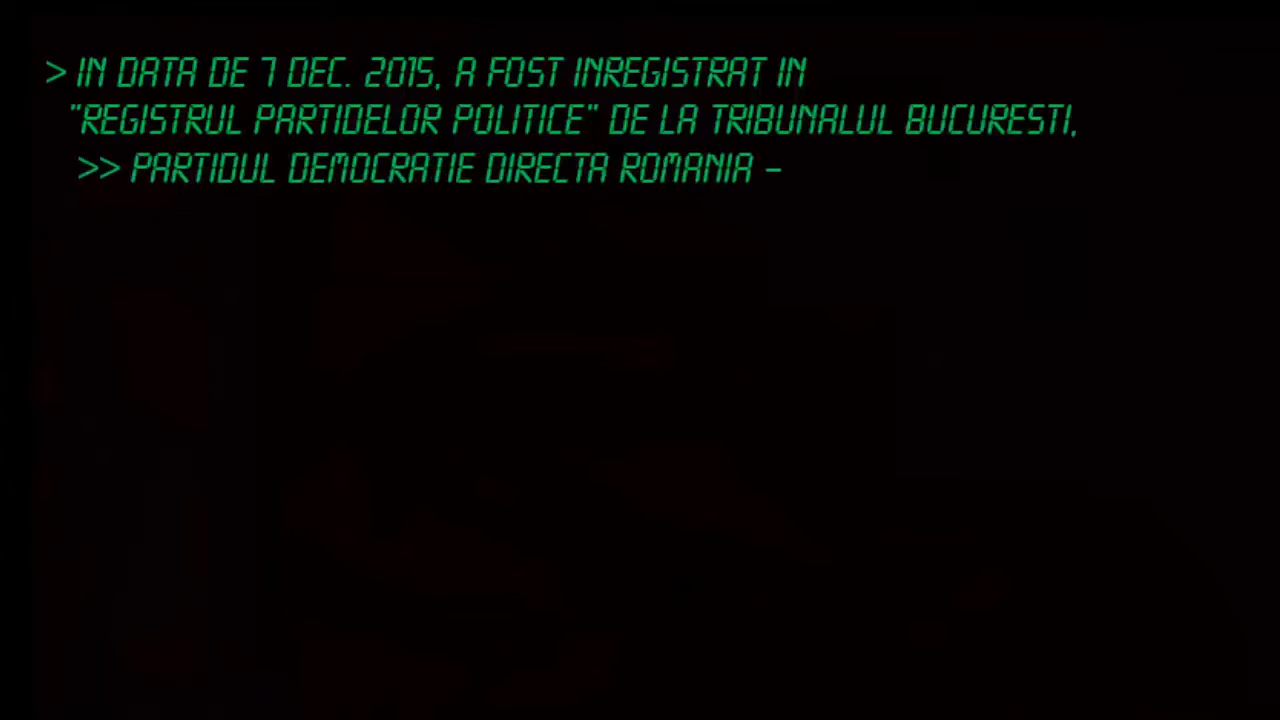 > IN DATA DE 7 DEC. 2015, A FOST INREGISTRAT IN
"REGISTRUL PARTIDELOR POLITICE" DE LA TRIBUNALUL BUCURESTI,
>> PARTIDUL DEMOCRATIE DIRECTA ROMANIA -